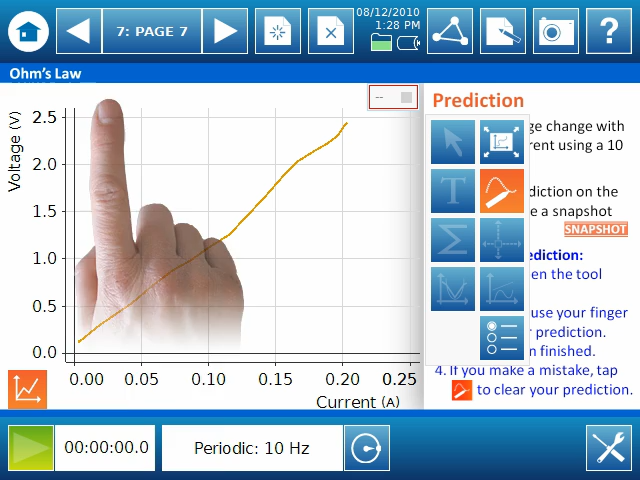 08/12/2010
7: PAGE 7
1:28 PM
?
Ohm's Law
--
Prediction
Voltage (V)
2.5
2.0
1.5
1.0
0.5
0.0
0.00 0.05 0.10 0.15 0.20 0.25
Current (A)
change with
rent using a 10
T
diction on the
e a snapshot
SNAPSHOT
Σ
ediction:
en the tool
use your finger
prediction.
n finished.
4. If you make a mistake, tap
to clear your prediction.
00:00:00.0
Periodic: 10 Hz